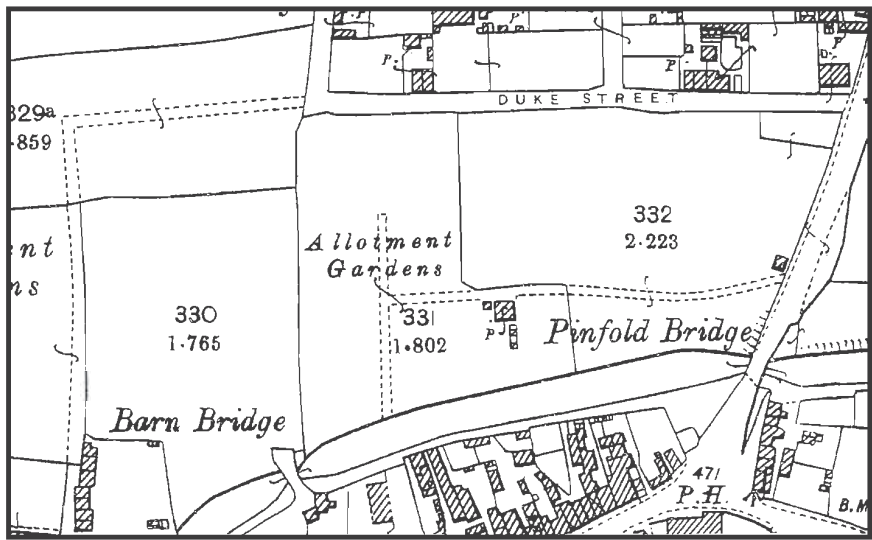 P. P
P
P
P.
P
DUKE STREET
329a
.859
332
2.223
Allotment
Gardens
ent
ns
330
1.765
331
1.802
P
Pinfold Bridge
Barn Bridge
471
P.H.
B.M